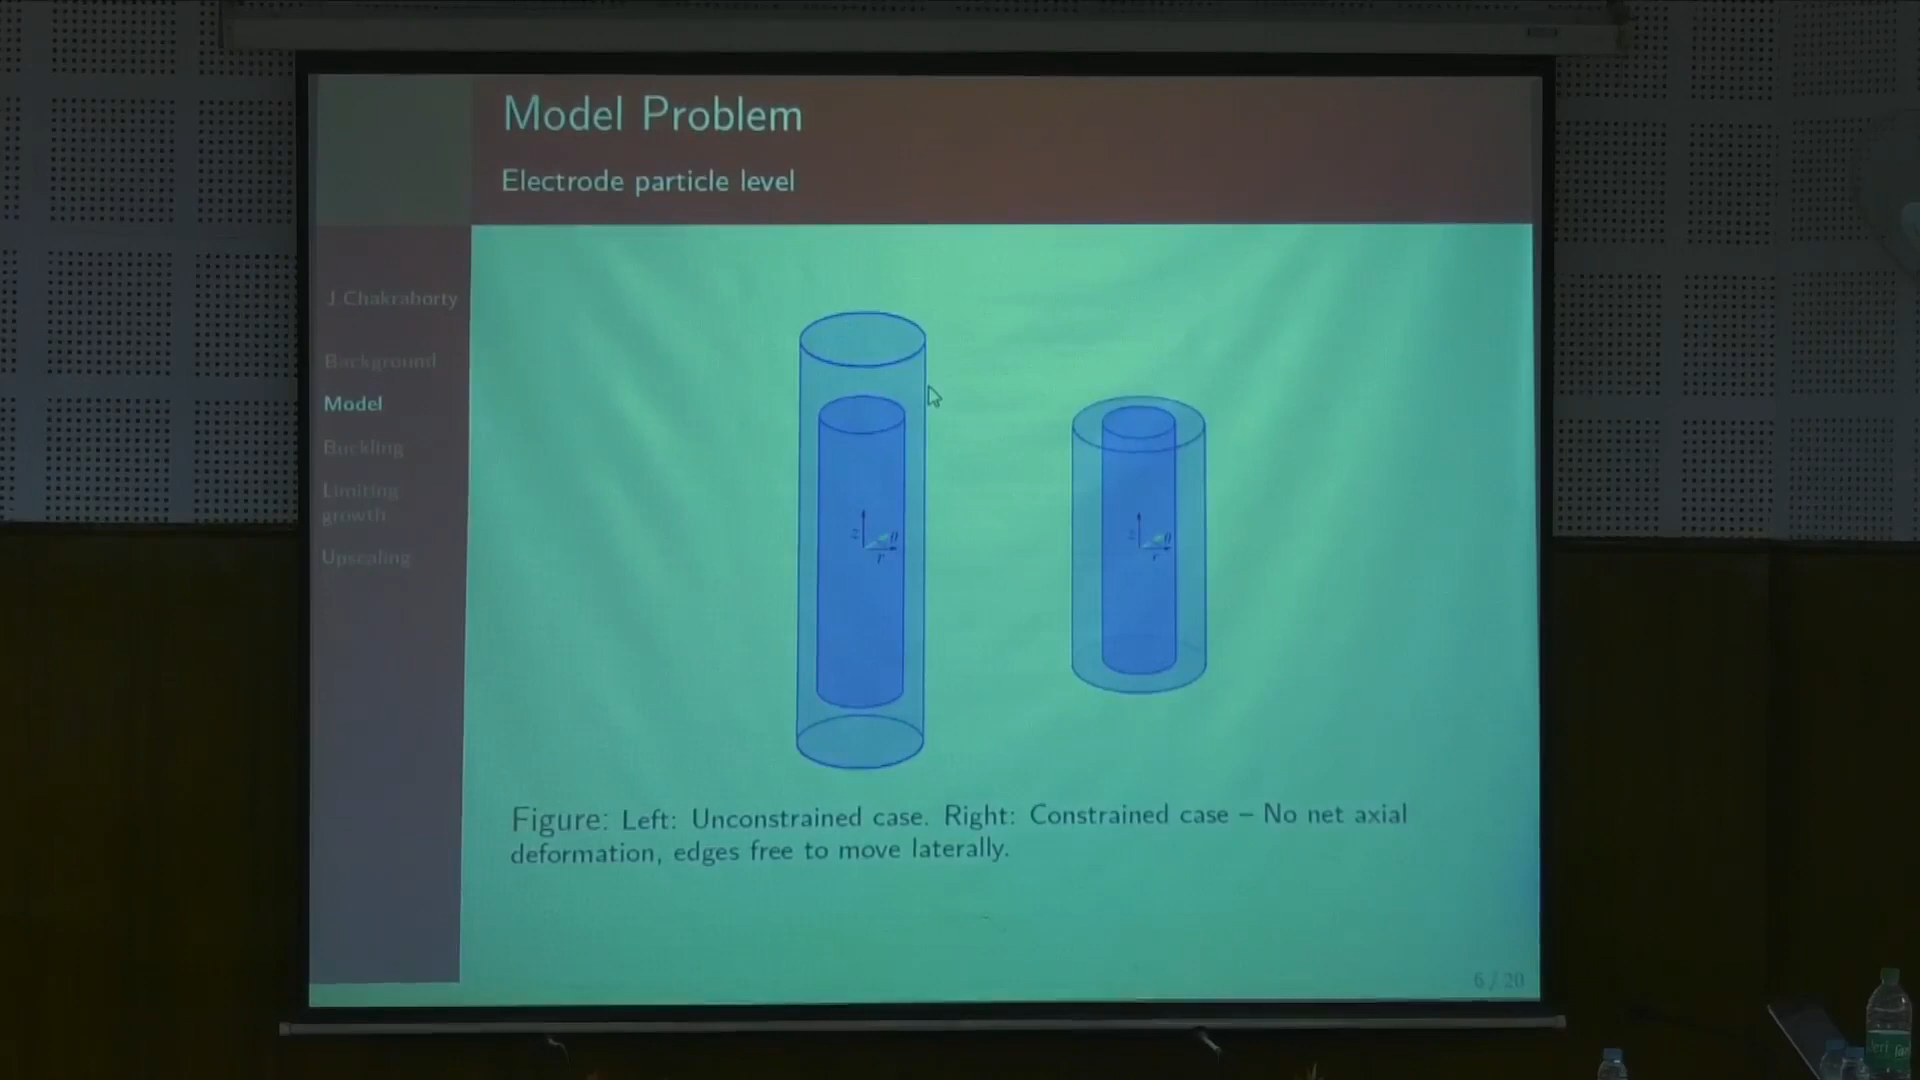 Model Problem
Electrode particle level
J.Chakraborty
Background
Model
Buckling
Limiting
growth
Upscaling
z
θ
r
z
θ
r
Figure: Left: Unconstrained case. Right: Constrained case – No net axial
deformation, edges free to move laterally.
6 / 20